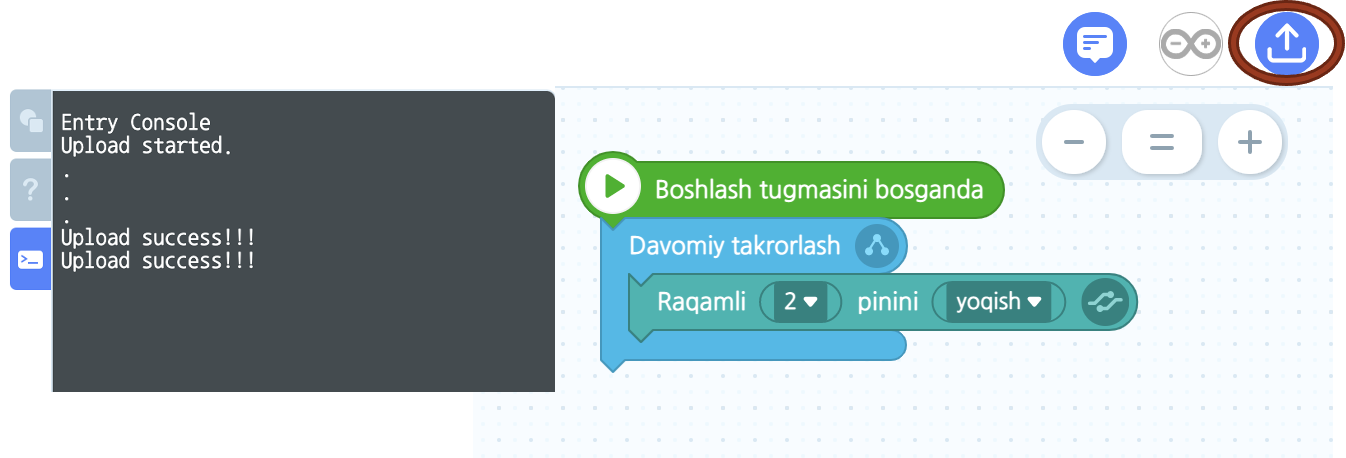 Entry Console
Upload started.
.
.
.
Upload success!!!
Upload success!!!
Boshlash tugmasini bosganda
Davomiy takrorlash
Raqamli 2 pinini yoqish